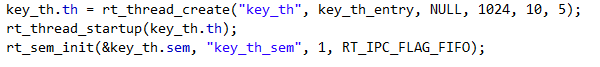 key_th.th = rt_thread_create("key_th", key_th_entry, NULL, 1024, 10, 5);
rt_thread_startup(key_th.th);
rt_sem_init(&key_th.sem, "key_th_sem", 1, RT_IPC_FLAG_FIFO);